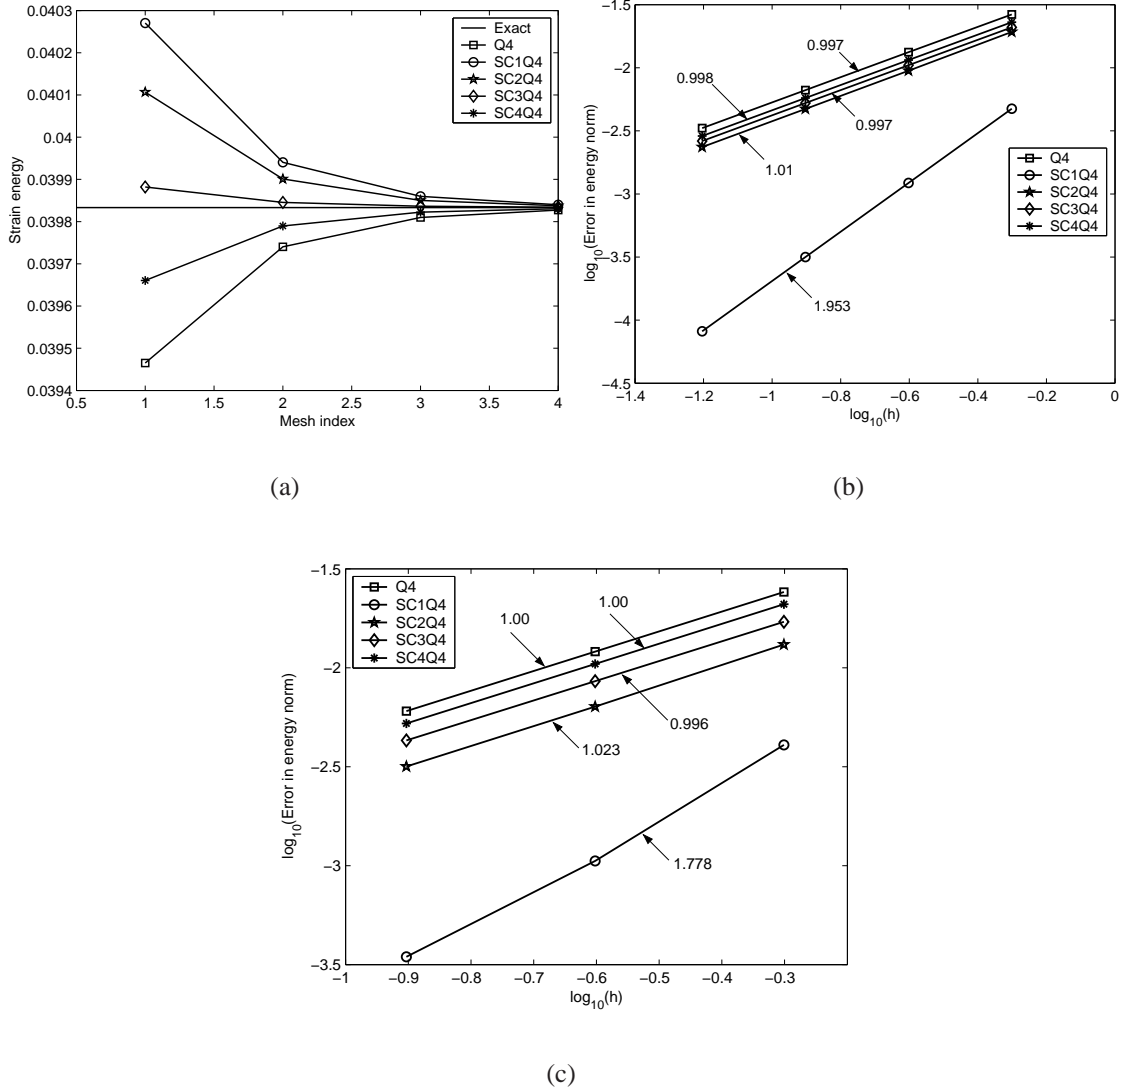 0.0403
0.0402
0.0401
0.04
0.0399
0.0398
0.0397
0.0396
0.0395
0.0394
Strain energy
0.5 1 1.5 2 2.5 3 3.5 4
Mesh index
Exact
Q4
SC1Q4
SC2Q4
SC3Q4
SC4Q4
(a)
−1.5
−2
−2.5
−3
−3.5
−4
−4.5
log10(Error in energy norm)
−1.4 −1.2 −1 −0.8 −0.6 −0.4 −0.2 0
log10(h)
0.997
0.998
0.997
1.01
1.953
Q4
SC1Q4
SC2Q4
SC3Q4
SC4Q4
(b)
−1.5
−2
−2.5
−3
−3.5
log10(Error in energy norm)
−1 −0.9 −0.8 −0.7 −0.6 −0.5 −0.4 −0.3
log10(h)
Q4
SC1Q4
SC2Q4
SC3Q4
SC4Q4
1.00
1.00
0.996
1.023
1.778
(c)